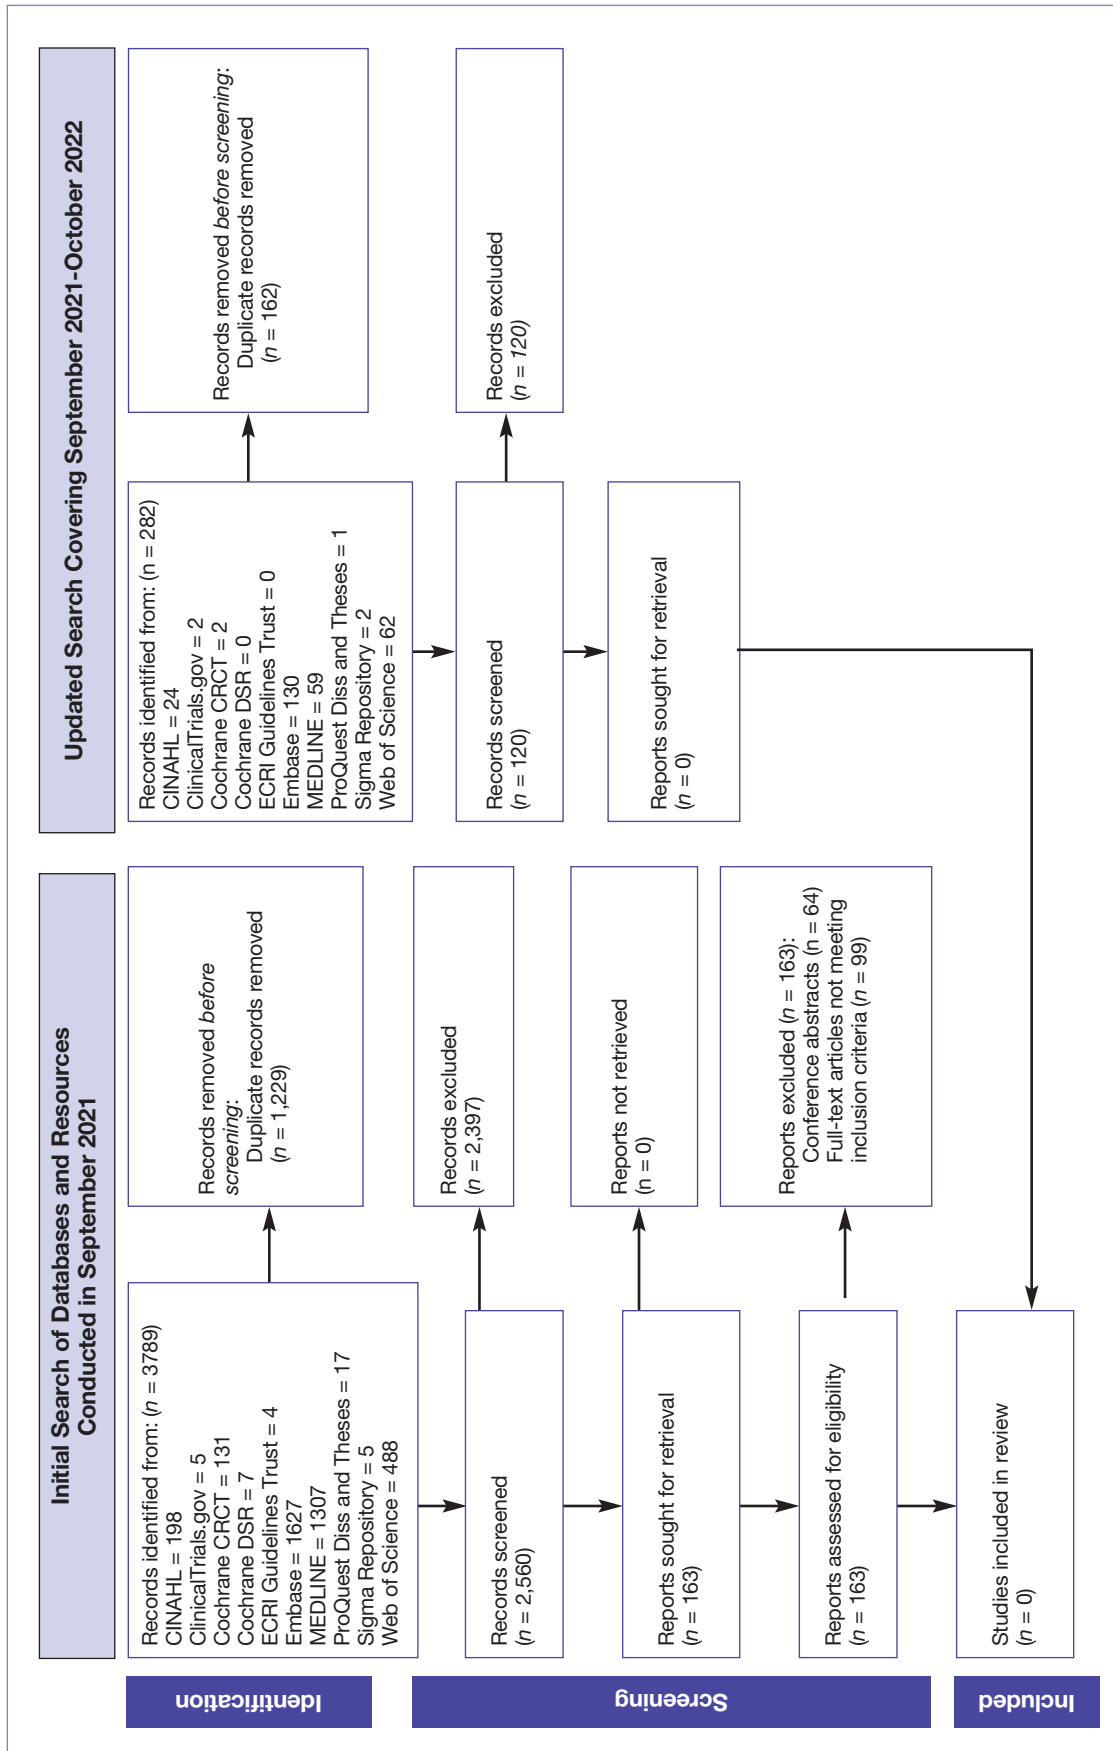 Initial Search of Databases and Resources
Conducted in September 2021
Updated Search Covering September 2021-October 2022
Identification
Records identified from: (n = 3789)
CINAHL = 198
ClinicalTrials.gov = 5
Cochrane CRCT = 131
Cochrane DSR = 7
ECRI Guidelines Trust = 4
Embase = 1627
MEDLINE = 1307
ProQuest Diss and Theses = 17
Sigma Repository = 5
Web of Science = 488
Records removed before
screening:
Duplicate records removed
(n = 1,229)
Records identified from: (n = 282)
CINAHL = 24
ClinicalTrials.gov = 2
Cochrane CRCT = 2
Cochrane DSR = 0
ECRI Guidelines Trust = 0
Embase = 130
MEDLINE = 59
ProQuest Diss and Theses = 1
Sigma Repository = 2
Web of Science = 62
Records removed before screening:
Duplicate records removed
(n = 162)
Screening
Records screened
(n = 2,560)
Records excluded
(n = 2,397)
Records screened
(n = 120)
Records excluded
(n = 120)
Reports sought for retrieval
(n = 163)
Reports not retrieved
(n = 0)
Reports sought for retrieval
(n = 0)
Reports assessed for eligibility
(n = 163)
Reports excluded (n = 163):
Conference abstracts (n = 64)
Full-text articles not meeting
inclusion criteria (n = 99)
Included
Studies included in review
(n = 0)